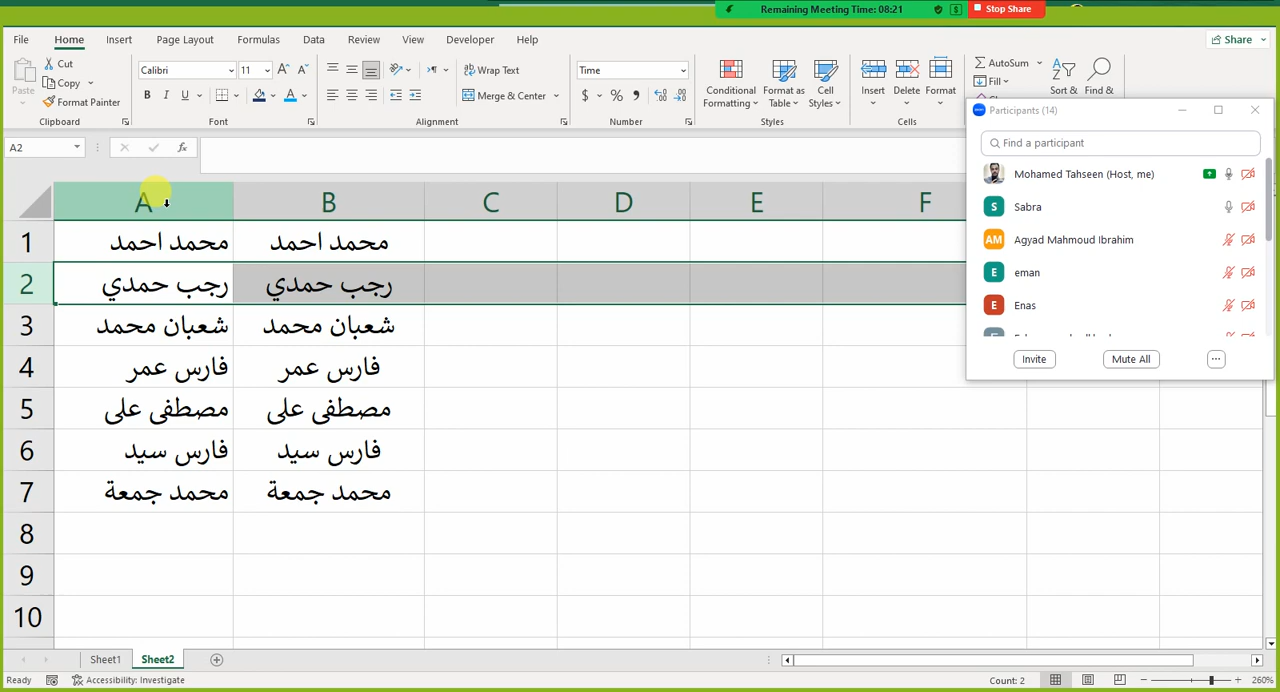 Remaining Meeting Time: 08:21 Stop Share
File Home Insert Page Layout Formulas Data Review View Developer Help Share
Paste Cut Copy Format Painter Clipboard
Calibri 11 B I U Font
Wrap Text Merge & Center Alignment
Time $ % Number
Conditional Formatting Format as Table Cell Styles Styles
Insert Delete Format Cells
AutoSum Fill Sort & Find &
A2 fx
A B C D E F
1 محمد احمد محمد احمد
2 رجب حمدي رجب حمدي
3 شعبان محمد شعبان محمد
4 فارس عمر فارس عمر
5 مصطفى على مصطفى على
6 فارس سيد فارس سيد
7 محمد جمعة محمد جمعة
8
9
10
Participants (14)
Find a participant
Mohamed Tahseen (Host, me)
S Sabra
AM Agyad Mahmoud Ibrahim
E eman
E Enas
Invite Mute All ...
Sheet1 Sheet2
Ready Accessibility: Investigate Count: 2 260%